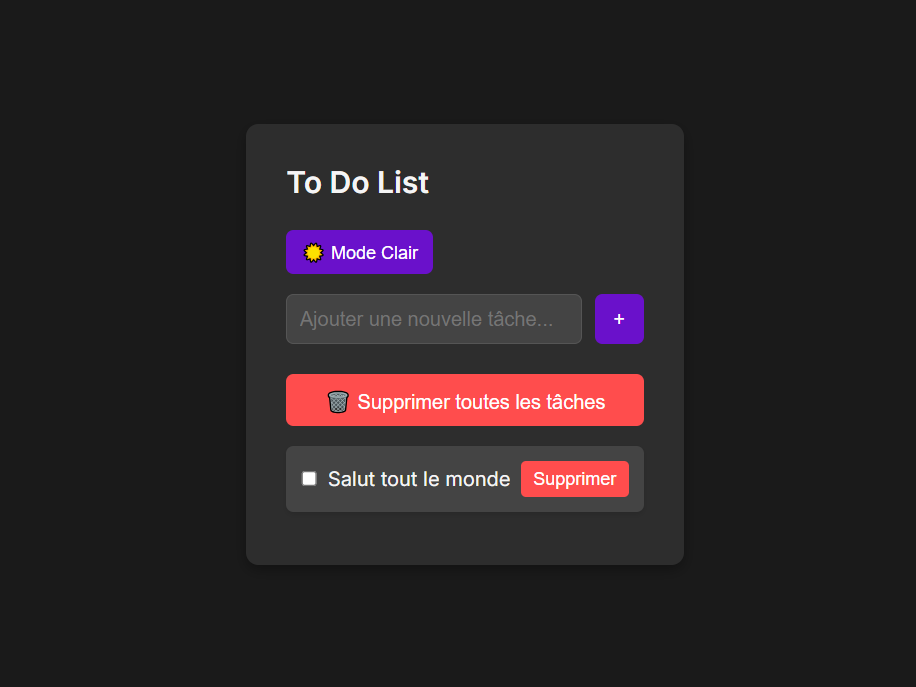 To Do List
Mode Clair
Ajouter une nouvelle tâche...
+
Supprimer toutes les tâches
Salut tout le monde
Supprimer